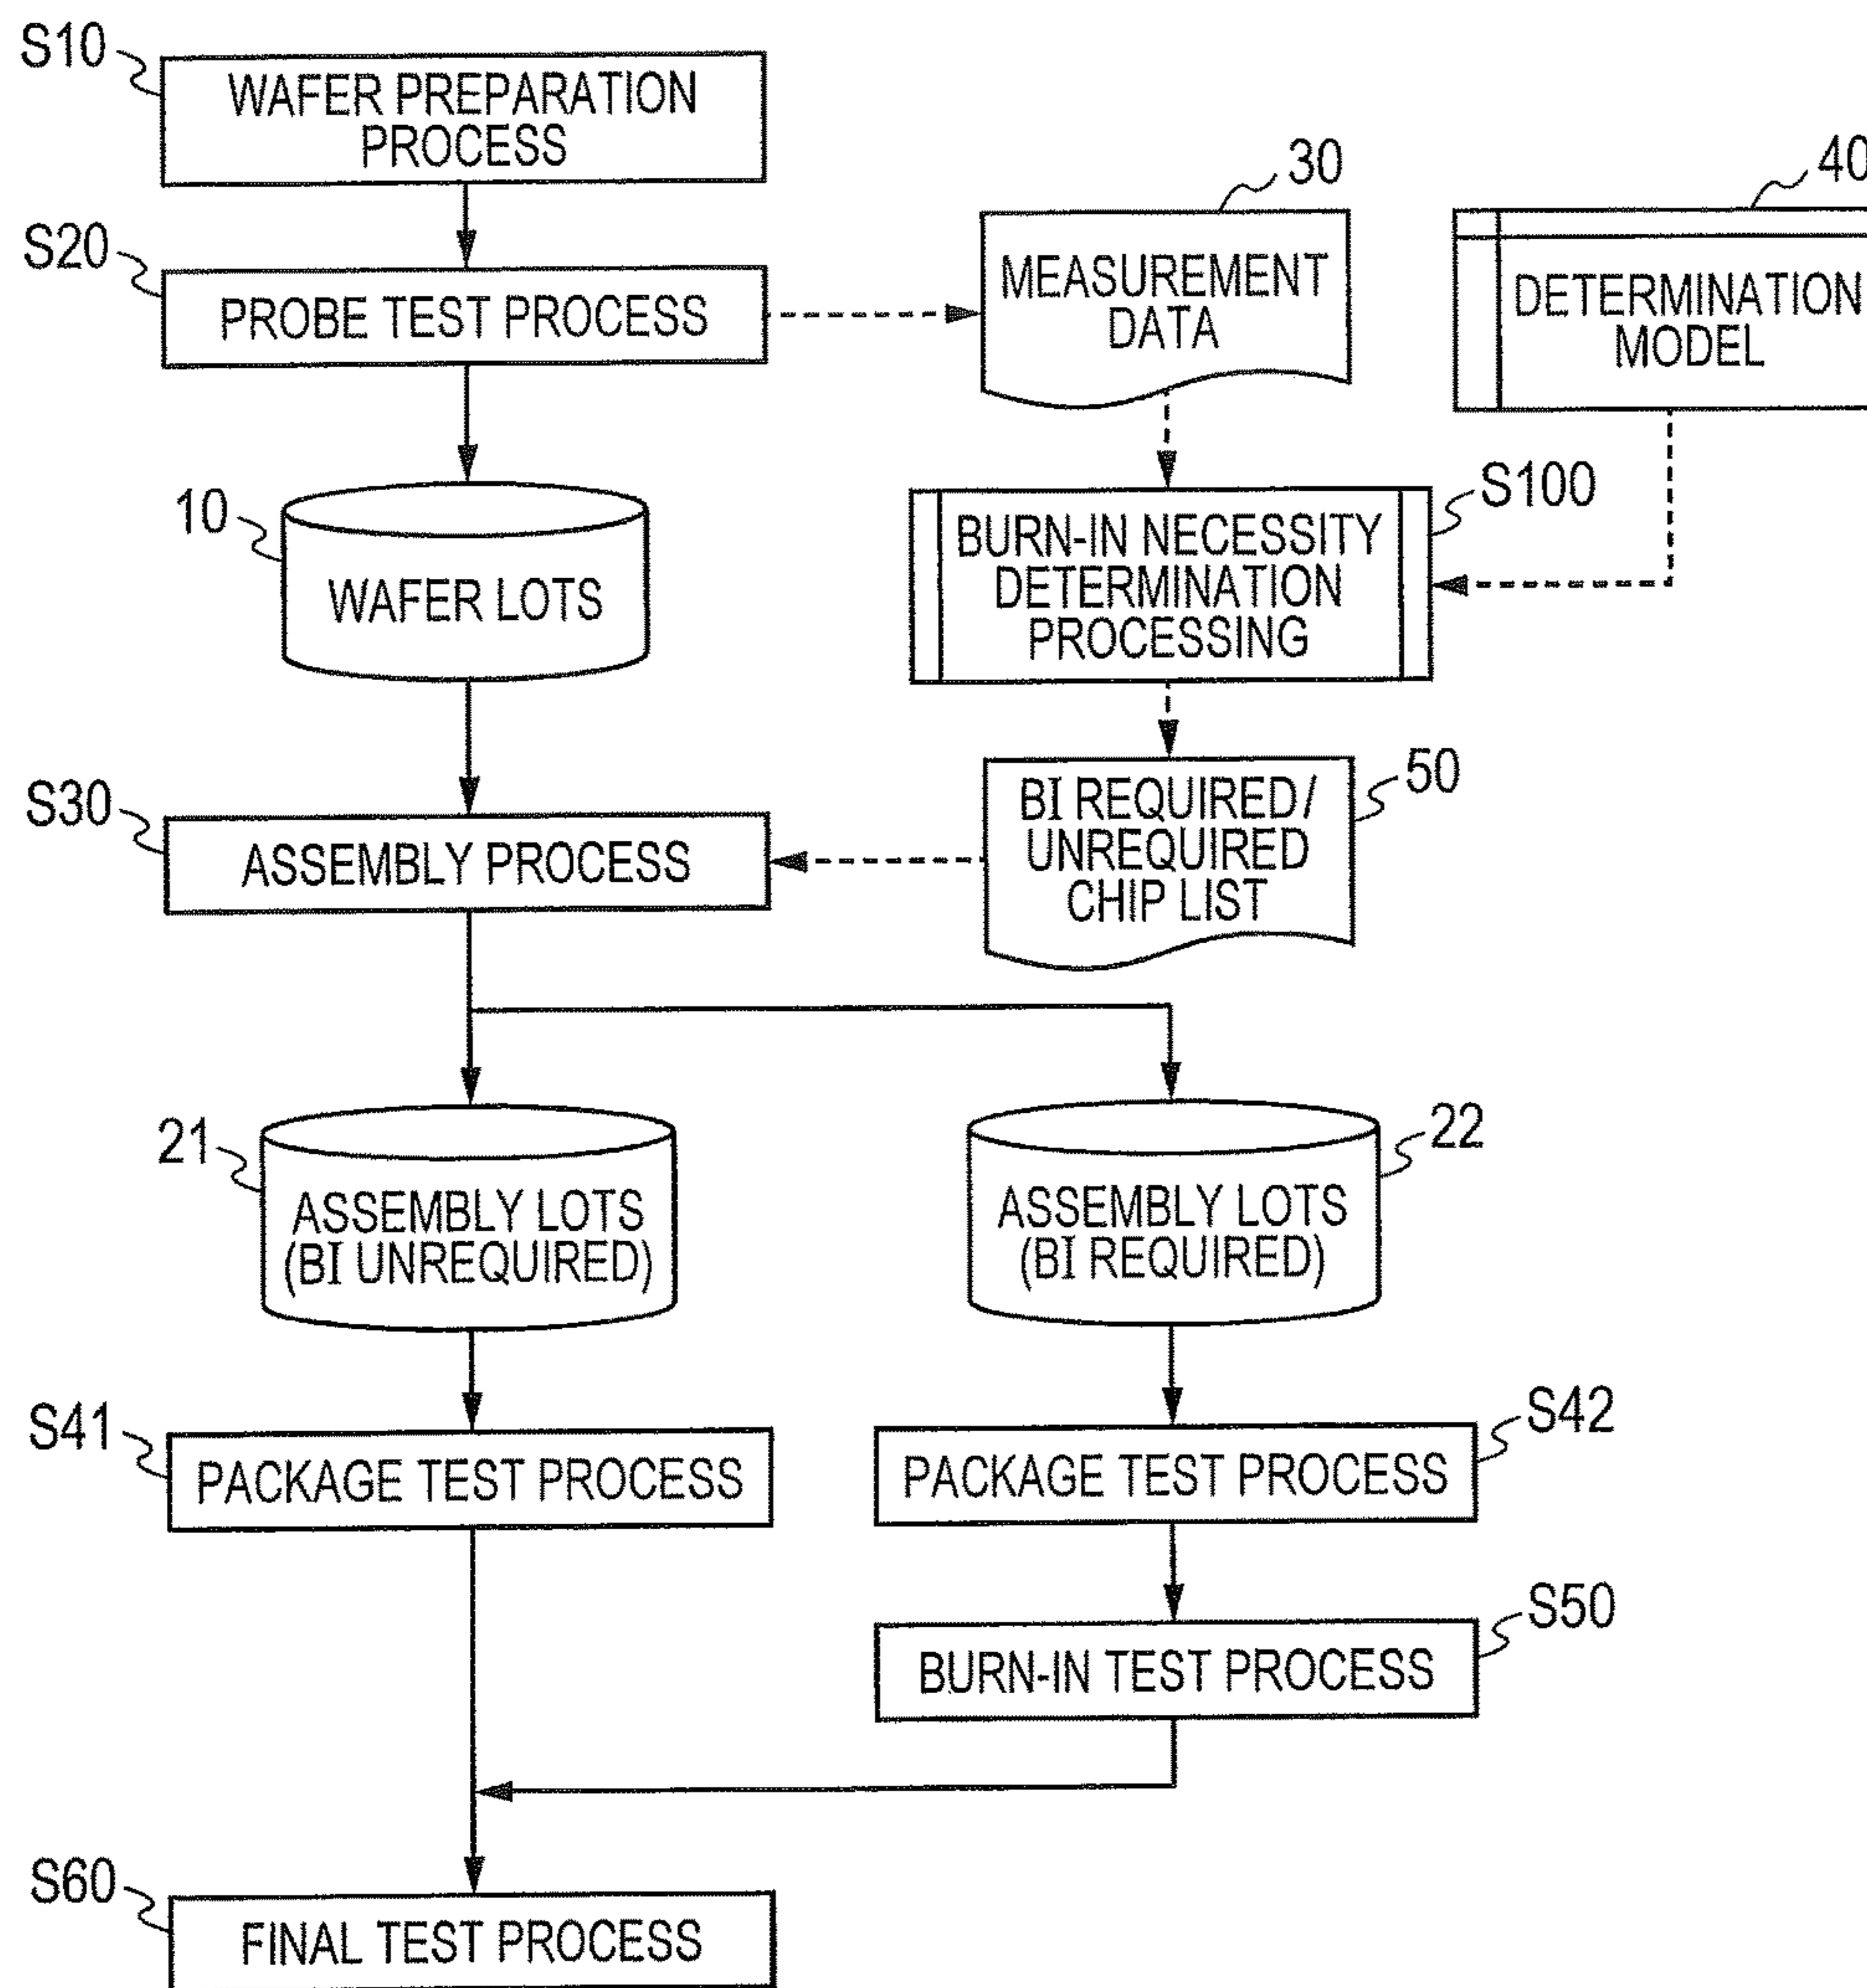 S10
WAFER PREPARATION
PROCESS
S20
PROBE TEST PROCESS
30
MEASUREMENT
DATA
40
DETERMINATION
MODEL
10
WAFER LOTS
S100
BURN-IN NECESSITY
DETERMINATION
PROCESSING
S30
ASSEMBLY PROCESS
50
BI REQUIRED/
UNREQUIRED
CHIP LIST
21
ASSEMBLY LOTS
(BI UNREQUIRED)
22
ASSEMBLY LOTS
(BI REQUIRED)
S41
PACKAGE TEST PROCESS
S42
PACKAGE TEST PROCESS
S50
BURN-IN TEST PROCESS
S60
FINAL TEST PROCESS